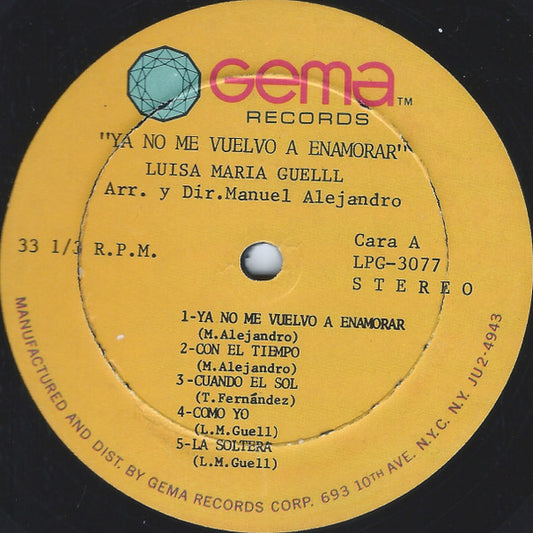 Gema TM
RECORDS
"YA NO ME VUELVO A ENAMORAR"
LUISA MARIA GUELLL
Arr. y Dir.Manuel Alejandro
33 1/3 R.P.M.
Cara A
LPG-3077
STEREO
1-YA NO ME VUELVO A ENAMORAR
(M.Alejandro)
2-CON EL TIEMPO
(M.Alejandro)
3-CUANDO EL SOL
(T.Fernández)
4-COMO YO
(L.M.Guell)
5-LA SOLTERA
(L.M.Guell)
MANUFACTURED AND DIST. BY GEMA RECORDS CORP. 693 10TH AVE. N.Y.C. N.Y. JU2-4943